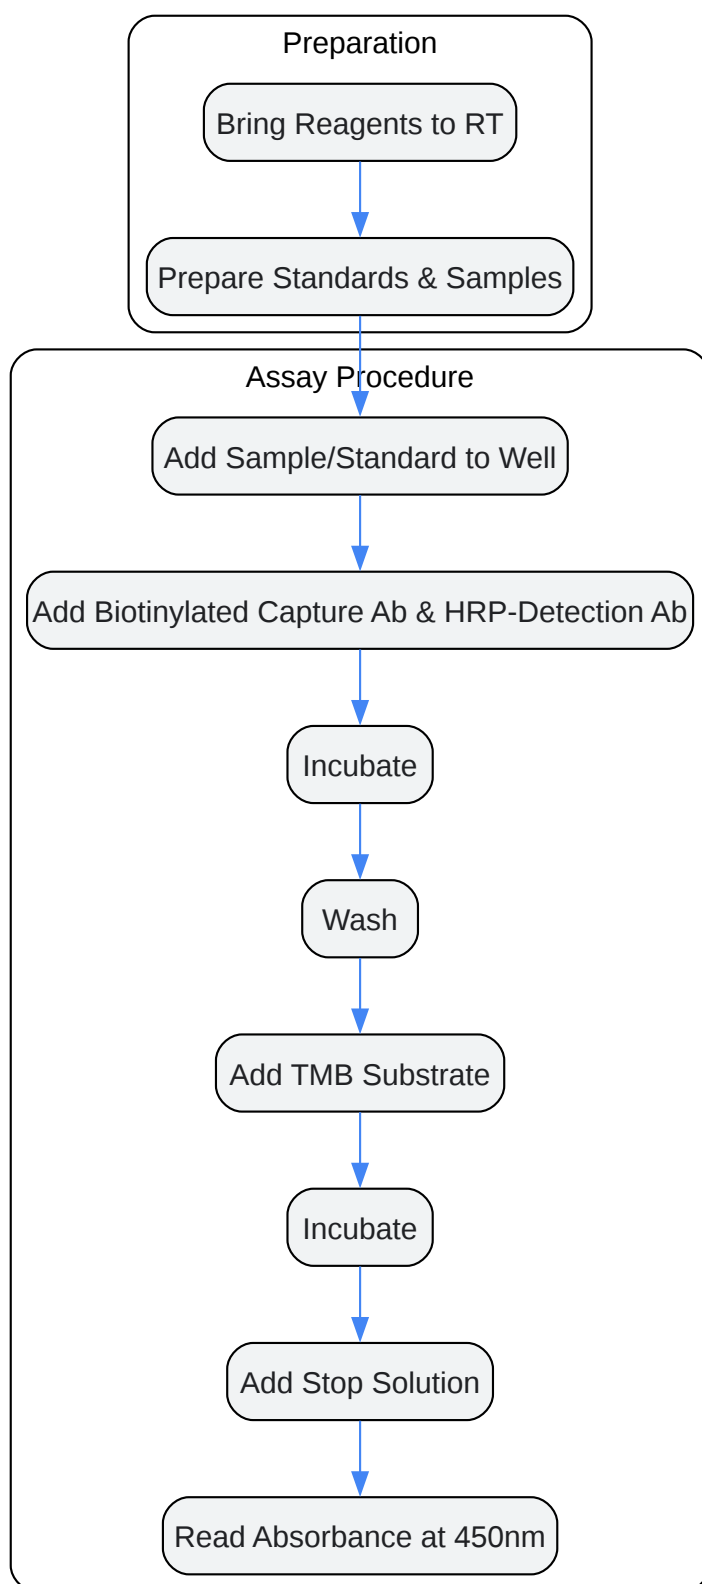 Preparation
Bring Reagents to RT
Prepare Standards & Samples
Assay Procedure
Add Sample/Standard to Well
Add Biotinylated Capture Ab & HRP-Detection Ab
Incubate
Wash
Add TMB Substrate
Incubate
Add Stop Solution
Read Absorbance at 450nm